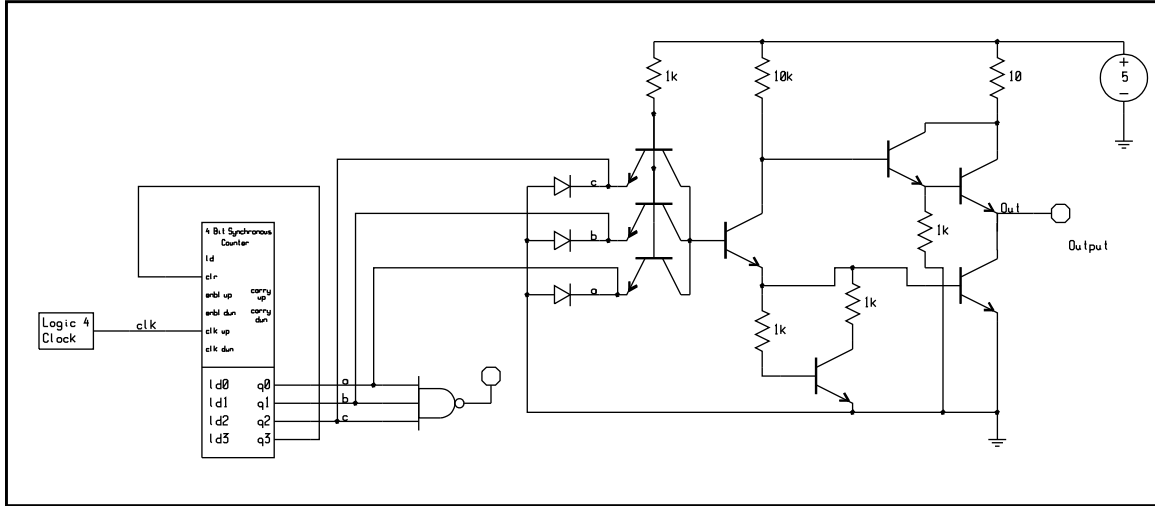 1k
10k
10
+
5
−
c
b
a
1k
Out
Output
1k
1k
4 Bit Synchronous
Counter
ld
clr
enbl up
carry
up
enbl dwn
carry
dwn
clk up
clk dwn
Logic 4
Clock
clk
ld0 q0
ld1 q1
ld2 q2
ld3 q3
a
b
c